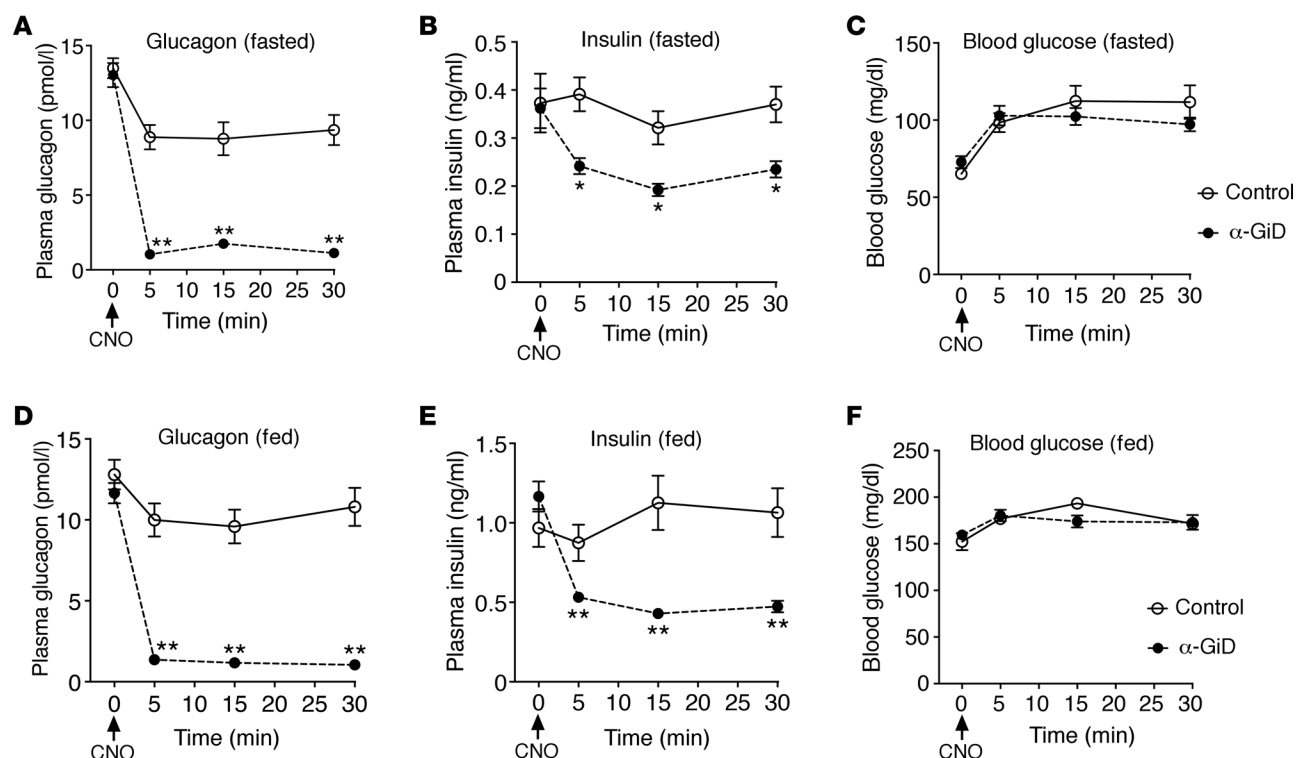 A
Glucagon (fasted)
Plasma glucagon (pmol/l)
15
10
5
0
** ** **
0 5 10 15 20 25 30
Time (min)
CNO
B
Insulin (fasted)
Plasma insulin (ng/ml)
0.5
0.4
0.3
0.2
0.1
0.0
* * *
0 5 10 15 20 25 30
Time (min)
CNO
C
Blood glucose (fasted)
Blood glucose (mg/dl)
150
100
50
0
Control
α-GiD
0 5 10 15 20 25 30
Time (min)
CNO
D
Glucagon (fed)
Plasma glucagon (pmol/l)
15
10
5
0
** ** **
0 5 10 15 20 25 30
Time (min)
CNO
E
Insulin (fed)
Plasma insulin (ng/ml)
1.5
1.0
0.5
0.0
** ** **
0 5 10 15 20 25 30
Time (min)
CNO
F
Blood glucose (fed)
Blood glucose (mg/dl)
250
200
150
100
50
0
Control
α-GiD
0 5 10 15 20 25 30
Time (min)
CNO